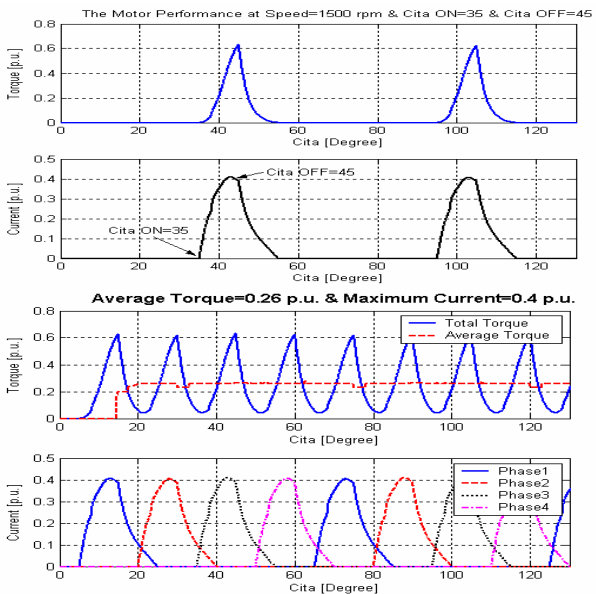 The Motor Performance at Speed=1500 rpm & Cita ON=35 & Cita OFF=45
0.8
0.6
0.4
0.2
0
Torque [p.u.]
0 20 40 60 80 100 120
Cita [Degree]
0.5
0.4
0.3
0.2
0.1
0
Current [p.u.]
Cita OFF=45
Cita ON=35
0 20 40 60 80 100 120
Cita [Degree]
Average Torque=0.26 p.u. & Maximum Current=0.4 p.u.
0.8
0.6
0.4
0.2
0
Torque [p.u.]
Total Torque
Average Torque
0 20 40 60 80 100 120
Cita [Degree]
0.5
0.4
0.3
0.2
0.1
0
Current [p.u.]
Phase1
Phase2
Phase3
Phase4
0 20 40 60 80 100 120
Cita [Degree]